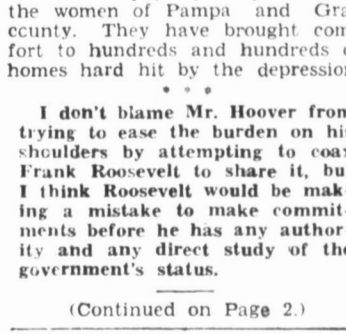 the women of Pampa and Gra
ccunty. They have brought com
fort to hundreds and hundreds o
homes hard hit by the depression
* * *
I don't blame Mr. Hoover from
trying to ease the burden on his
shoulders by attempting to coax
Frank Roosevelt to share it, but
I think Roosevelt would be mak-
ing a mistake to make commit-
ments before he has any author-
ity and any direct study of the
government's status.
(Continued on Page 2.)